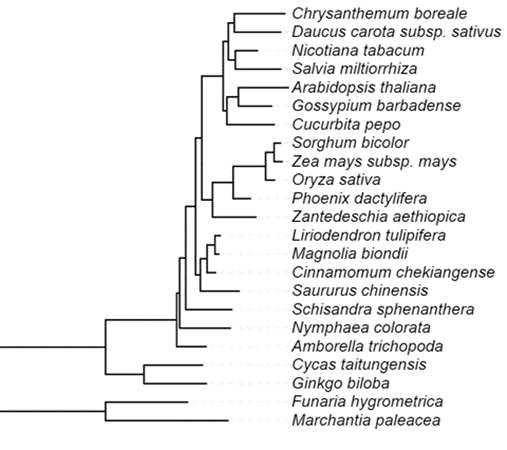 Chrysanthemum boreale
Daucus carota subsp. sativus
Nicotiana tabacum
Salvia miltiorrhiza
Arabidopsis thaliana
Gossypium barbadense
Cucurbita pepo
Sorghum bicolor
Zea mays subsp. mays
Oryza sativa
Phoenix dactylifera
Zantedeschia aethiopica
Liriodendron tulipifera
Magnolia biondii
Cinnamomum chekiangense
Saururus chinensis
Schisandra sphenanthera
Nymphaea colorata
Amborella trichopoda
Cycas taitungensis
Ginkgo biloba
Funaria hygrometrica
Marchantia paleacea